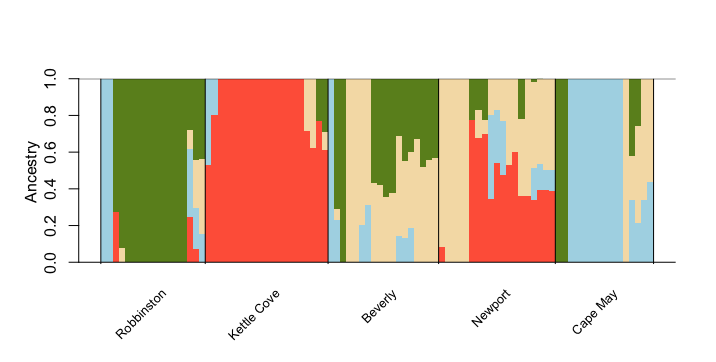 Ancestry
1.0
0.8
0.6
0.4
0.2
0.0
Robbinston
Kettle Cove
Beverly
Newport
Cape May